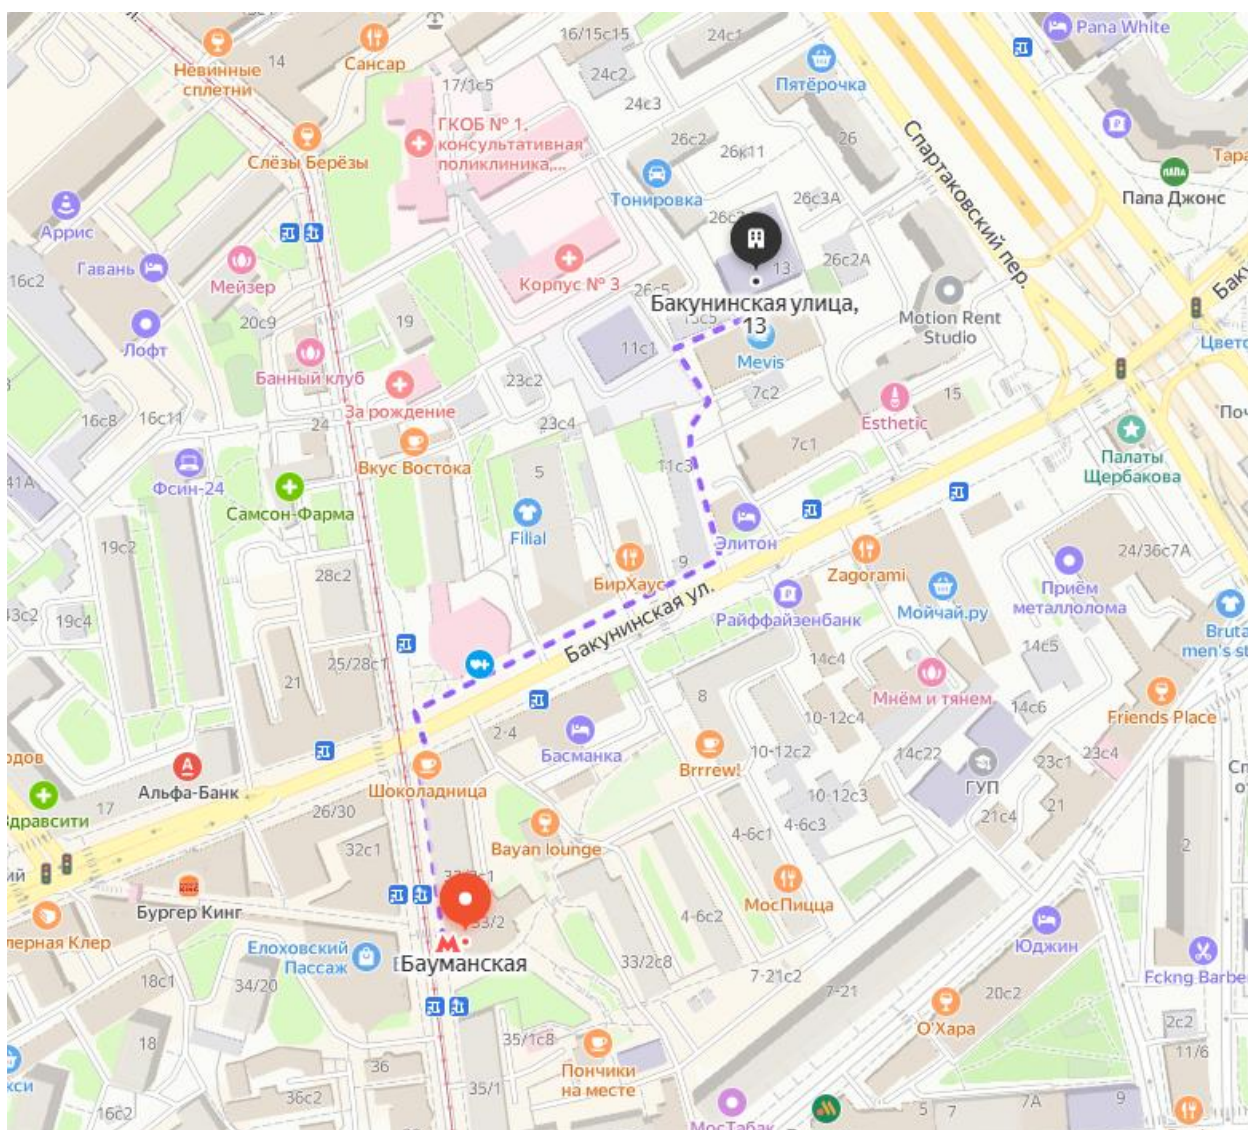 16/15с15
24с1
Pana White
Невинные
сплетни
14
Сансар
24с2
Пятёрочка
17/1с5
24с3
ГКОБ № 1.
консультативная
поликлиника,...
26с2
26к11
26
Слёзы Берёзы
Спартаковский пер.
Тонировка
26с3А
ПАПА
Папа Джонс
Аррис
Гавань
16с2
Мейзер
Корпус № 3
13
26с2А
Бакунинская улица,
13
20с9
19
11с1
Motion Rent
Studio
Лофт
Mevis
Банный клуб
23с2
7с2
За рождение
15
Esthetic
16с8
16с11
24
23с4
7с1
Вкус Востока
5
11с3
Палаты
Щербакова
41А
Фсин-24
Самсон-Фарма
Filial
Элитон
19с2
9
24/36с7А
БирХаус
Zagorami
28с2
Приём
металлолома
Мойчай.ру
19с4
Бакунинская ул.
Райффайзенбанк
men's st
25/28с1
14с4
14с5
21
8
Мнём и тянем
14с6
Friends Place
2-4
10-12с4
Басманка
10-12с2
14с22
23с1
23с4
Brrrew!
Альфа-Банк
Шоколадница
ГУП
17
26/30
10-12с3
21
21с4
Здравсити
32с1
Bayan lounge
4-6с1
4-6с3
2
Бургер Кинг
МосПицца
4-6с2
Елоховский
Пассаж
Бауманская
Юджин
33/2с8
18с1
34/20
7-21с2
7-21
20с2
О'Хара
35/1с8
2с2
18
Пончики
на месте
11/6
36
35/1
36с2
16с2
МосТабак
5
7
7А
9